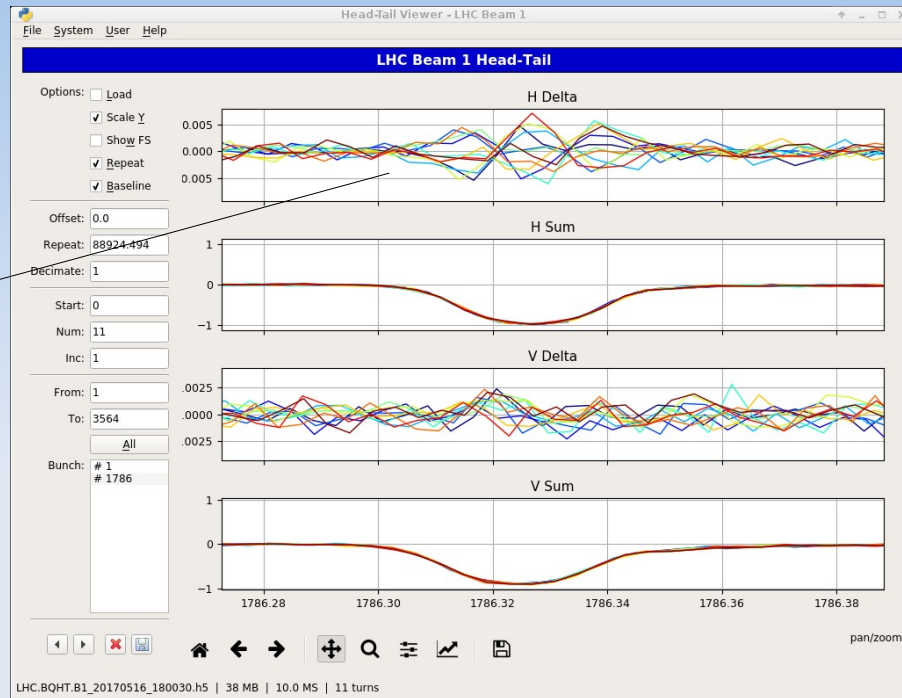 Head-Tail Viewer - LHC Beam 1
File System User Help
LHC Beam 1 Head-Tail
Options: Load
Scale Y
Show FS
Repeat
Baseline
Offset: 0.0
Repeat: 88924.494
Decimate: 1
Start: 0
Num: 11
Inc: 1
From: 1
To: 3564
All
Bunch: # 1
# 1786
H Delta
0.005
0.000
0.005
H Sum
1
0
−1
V Delta
.0025
.0000
.0025
V Sum
1
0
−1
1786.28 1786.30 1786.32 1786.34 1786.36 1786.38
pan/zoom
LHC.BQHT.B1_20170516_180030.h5 | 38 MB | 10.0 MS | 11 turns